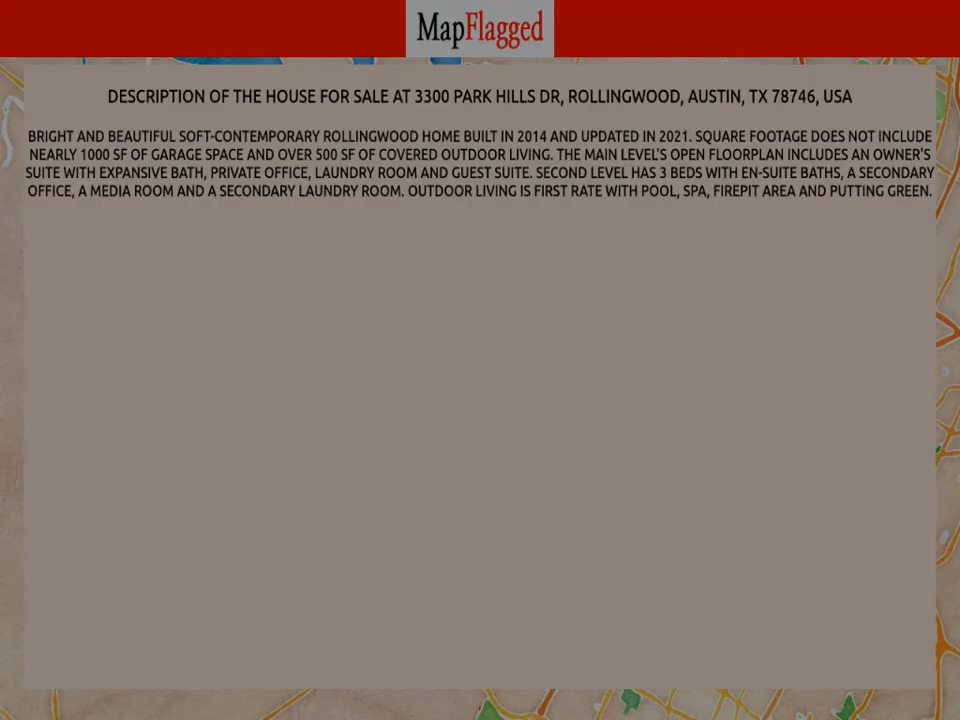 MapFlagged
DESCRIPTION OF THE HOUSE FOR SALE AT 3300 PARK HILLS DR, ROLLINGWOOD, AUSTIN, TX 78746, USA
BRIGHT AND BEAUTIFUL SOFT-CONTEMPORARY ROLLINGWOOD HOME BUILT IN 2014 AND UPDATED IN 2021. SQUARE FOOTAGE DOES NOT INCLUDE
NEARLY 1000 SF OF GARAGE SPACE AND OVER 500 SF OF COVERED OUTDOOR LIVING. THE MAIN LEVEL'S OPEN FLOORPLAN INCLUDES AN OWNER'S
SUITE WITH EXPANSIVE BATH, PRIVATE OFFICE, LAUNDRY ROOM AND GUEST SUITE. SECOND LEVEL HAS 3 BEDS WITH EN-SUITE BATHS, A SECONDARY
OFFICE, A MEDIA ROOM AND A SECONDARY LAUNDRY ROOM. OUTDOOR LIVING IS FIRST RATE WITH POOL, SPA, FIREPIT AREA AND PUTTING GREEN.